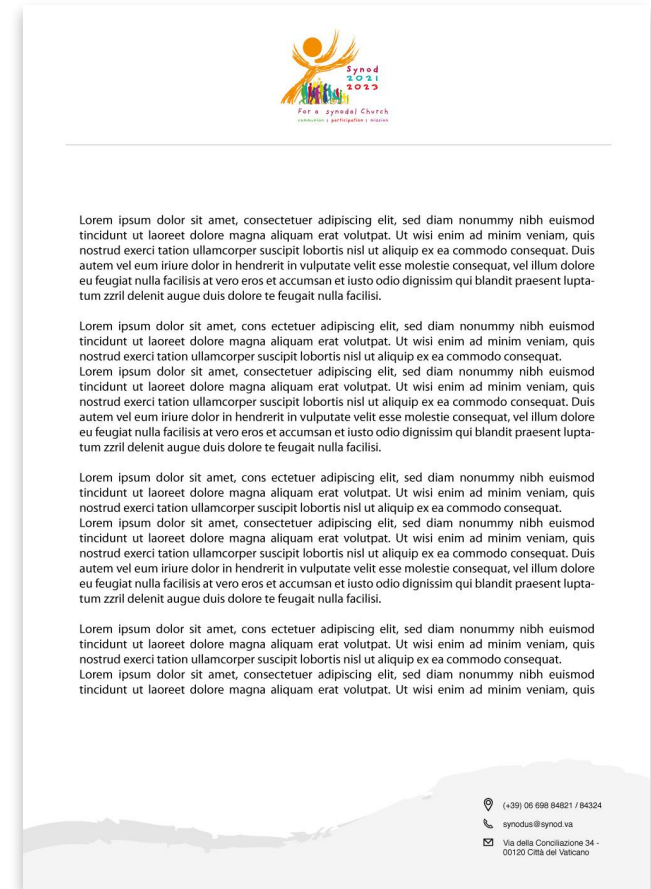 Synod
2021
2023
For a synodal Church
communion | participation | mission
Lorem ipsum dolor sit amet, consectetuer adipiscing elit, sed diam nonummy nibh euismod
tincidunt ut laoreet dolore magna aliquam erat volutpat. Ut wisi enim ad minim veniam, quis
nostrud exerci tation ullamcorper suscipit lobortis nisl ut aliquip ex ea commodo consequat. Duis
autem vel eum iriure dolor in hendrerit in vulputate velit esse molestie consequat, vel illum dolore
eu feugiat nulla facilisis at vero eros et accumsan et iusto odio dignissim qui blandit praesent lupta-
tum zzril delenit augue duis dolore te feugait nulla facilisi.
Lorem ipsum dolor sit amet, cons ectetuer adipiscing elit, sed diam nonummy nibh euismod
tincidunt ut laoreet dolore magna aliquam erat volutpat. Ut wisi enim ad minim veniam, quis
nostrud exerci tation ullamcorper suscipit lobortis nisl ut aliquip ex ea commodo consequat.
Lorem ipsum dolor sit amet, consectetuer adipiscing elit, sed diam nonummy nibh euismod
tincidunt ut laoreet dolore magna aliquam erat volutpat. Ut wisi enim ad minim veniam, quis
nostrud exerci tation ullamcorper suscipit lobortis nisl ut aliquip ex ea commodo consequat. Duis
autem vel eum iriure dolor in hendrerit in vulputate velit esse molestie consequat, vel illum dolore
eu feugiat nulla facilisis at vero eros et accumsan et iusto odio dignissim qui blandit praesent lupta-
tum zzril delenit augue duis dolore te feugait nulla facilisi.
Lorem ipsum dolor sit amet, cons ectetuer adipiscing elit, sed diam nonummy nibh euismod
tincidunt ut laoreet dolore magna aliquam erat volutpat. Ut wisi enim ad minim veniam, quis
nostrud exerci tation ullamcorper suscipit lobortis nisl ut aliquip ex ea commodo consequat.
Lorem ipsum dolor sit amet, consectetuer adipiscing elit, sed diam nonummy nibh euismod
tincidunt ut laoreet dolore magna aliquam erat volutpat. Ut wisi enim ad minim veniam, quis
nostrud exerci tation ullamcorper suscipit lobortis nisl ut aliquip ex ea commodo consequat. Duis
autem vel eum iriure dolor in hendrerit in vulputate velit esse molestie consequat, vel illum dolore
eu feugiat nulla facilisis at vero eros et accumsan et iusto odio dignissim qui blandit praesent lupta-
tum zzril delenit augue duis dolore te feugait nulla facilisi.
Lorem ipsum dolor sit amet, cons ectetuer adipiscing elit, sed diam nonummy nibh euismod
tincidunt ut laoreet dolore magna aliquam erat volutpat. Ut wisi enim ad minim veniam, quis
nostrud exerci tation ullamcorper suscipit lobortis nisl ut aliquip ex ea commodo consequat.
Lorem ipsum dolor sit amet, consectetuer adipiscing elit, sed diam nonummy nibh euismod
tincidunt ut laoreet dolore magna aliquam erat volutpat. Ut wisi enim ad minim veniam, quis
(+39) 06 698 84821 / 84324
synodus@synod.va
Via della Conciliazione 34 -
00120 Città del Vaticano